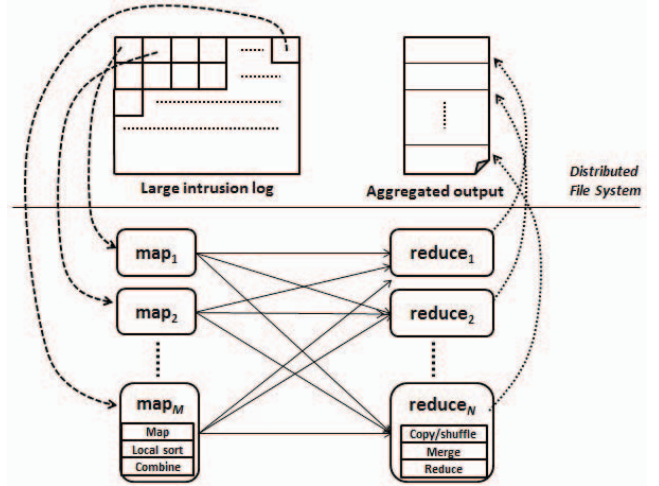 Large intrusion log
Aggregated output
Distributed
File System
map1
reduce1
map2
reduce2
mapM
Map
Local sort
Combine
reduceN
Copy/shuffle
Merge
Reduce